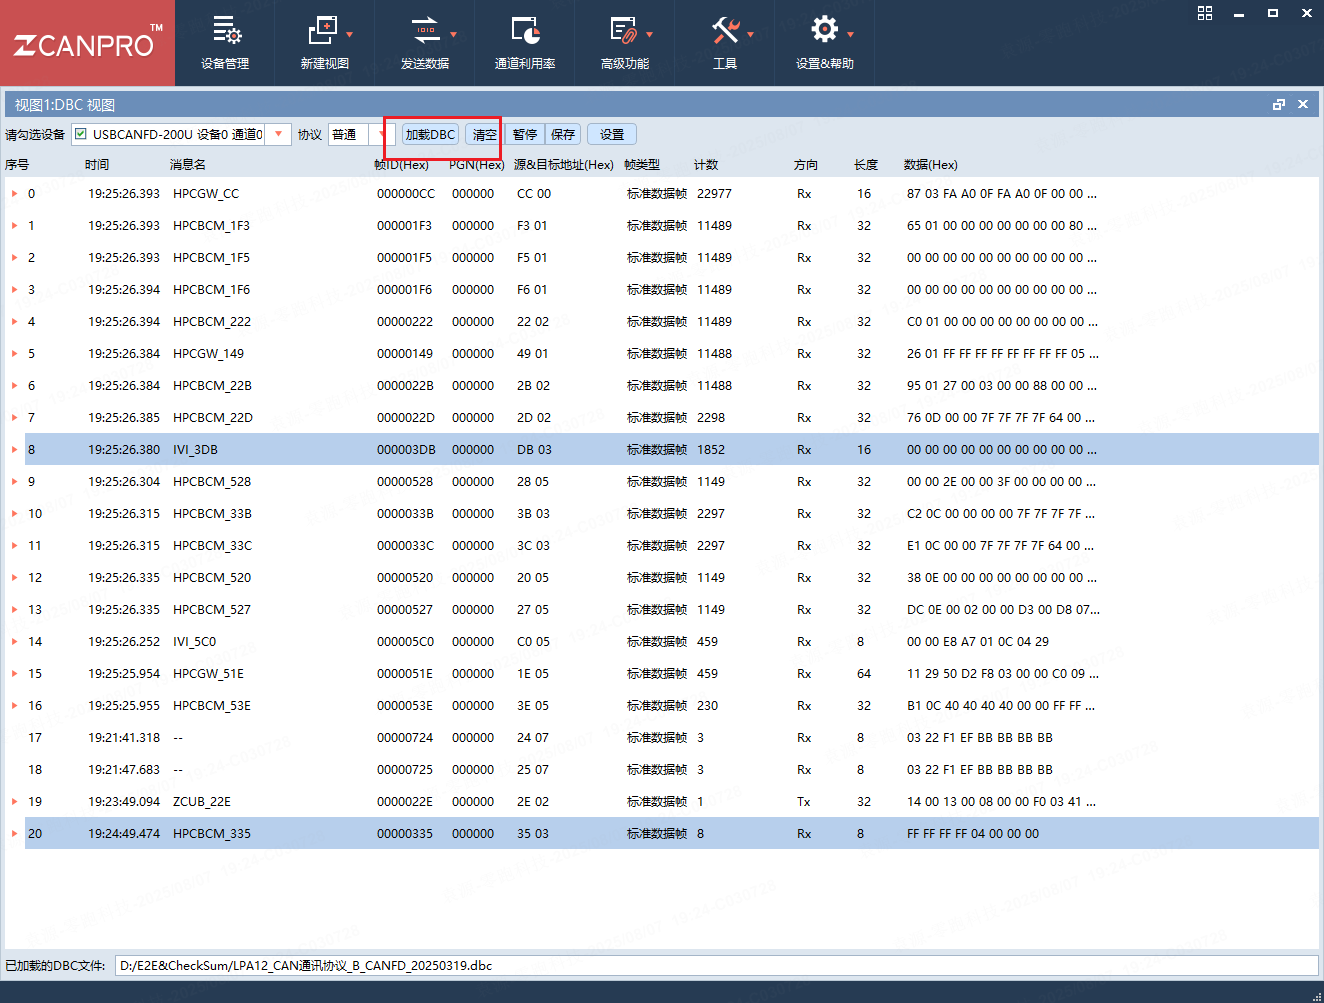 ZCANPRO™
设备管理
新建视图
发送数据
通道利用率
高级功能
工具
设置&帮助
视图1:DBC 视图
请勾选设备 USBCANFD-200U 设备0 通道0 协议 普通 加载DBC 清空 暂停 保存 设置
序号 时间 消息名 帧ID(Hex) PGN(Hex) 源&目标地址(Hex) 帧类型 计数 方向 长度 数据(Hex)
0 19:25:26.393 HPCGW_CC 000000CC 000000 CC 00 标准数据帧 22977 Rx 16 87 03 FA A0 0F FA A0 0F 00 00 ...
1 19:25:26.393 HPCBCM_1F3 000001F3 000000 F3 01 标准数据帧 11489 Rx 32 65 01 00 00 00 00 00 00 00 80 ...
2 19:25:26.393 HPCBCM_1F5 000001F5 000000 F5 01 标准数据帧 11489 Rx 32 00 00 00 00 00 00 00 00 00 00 ...
3 19:25:26.394 HPCBCM_1F6 000001F6 000000 F6 01 标准数据帧 11489 Rx 32 00 00 00 00 00 00 00 00 00 00 ...
4 19:25:26.394 HPCBCM_222 00000222 000000 22 02 标准数据帧 11489 Rx 32 C0 01 00 00 00 00 00 00 00 00 ...
5 19:25:26.384 HPCGW_149 00000149 000000 49 01 标准数据帧 11488 Rx 32 26 01 FF FF FF FF FF FF FF 05 ...
6 19:25:26.384 HPCBCM_22B 0000022B 000000 2B 02 标准数据帧 11488 Rx 32 95 01 27 00 03 00 00 88 00 00 ...
7 19:25:26.385 HPCBCM_22D 0000022D 000000 2D 02 标准数据帧 2298 Rx 32 76 0D 00 00 7F 7F 7F 7F 64 00 ...
8 19:25:26.380 IVI_3DB 000003DB 000000 DB 03 标准数据帧 1852 Rx 16 00 00 00 00 00 00 00 00 00 00 ...
9 19:25:26.304 HPCBCM_528 00000528 000000 28 05 标准数据帧 1149 Rx 32 00 00 2E 00 00 3F 00 00 00 00 ...
10 19:25:26.315 HPCBCM_33B 0000033B 000000 3B 03 标准数据帧 2297 Rx 32 C2 0C 00 00 00 00 7F 7F 7F 7F ...
11 19:25:26.315 HPCBCM_33C 0000033C 000000 3C 03 标准数据帧 2297 Rx 32 E1 0C 00 00 7F 7F 7F 7F 64 00 ...
12 19:25:26.335 HPCBCM_520 00000520 000000 20 05 标准数据帧 1149 Rx 32 38 0E 00 00 00 00 00 00 00 00 ...
13 19:25:26.335 HPCBCM_527 00000527 000000 27 05 标准数据帧 1149 Rx 32 DC 0E 00 02 00 00 D3 00 D8 07...
14 19:25:26.252 IVI_5C0 000005C0 000000 C0 05 标准数据帧 459 Rx 8 00 00 E8 A7 01 0C 04 29
15 19:25:25.954 HPCGW_51E 0000051E 000000 1E 05 标准数据帧 459 Rx 64 11 29 50 D2 F8 03 00 00 C0 09 ...
16 19:25:25.955 HPCBCM_53E 0000053E 000000 3E 05 标准数据帧 230 Rx 32 B1 0C 40 40 40 40 00 00 FF FF ...
17 19:21:41.318 -- 00000724 000000 24 07 标准数据帧 3 Rx 8 03 22 F1 EF BB BB BB BB
18 19:21:47.683 -- 00000725 000000 25 07 标准数据帧 3 Rx 8 03 22 F1 EF BB BB BB BB
19 19:23:49.094 ZCUB_22E 0000022E 000000 2E 02 标准数据帧 1 Tx 32 14 00 13 00 08 00 00 F0 03 41 ...
20 19:24:49.474 HPCBCM_335 00000335 000000 35 03 标准数据帧 8 Rx 8 FF FF FF FF 04 00 00 00
已加载的DBC文件: D:/E2E&CheckSum/LPA12_CAN通讯协议_B_CANFD_20250319.dbc